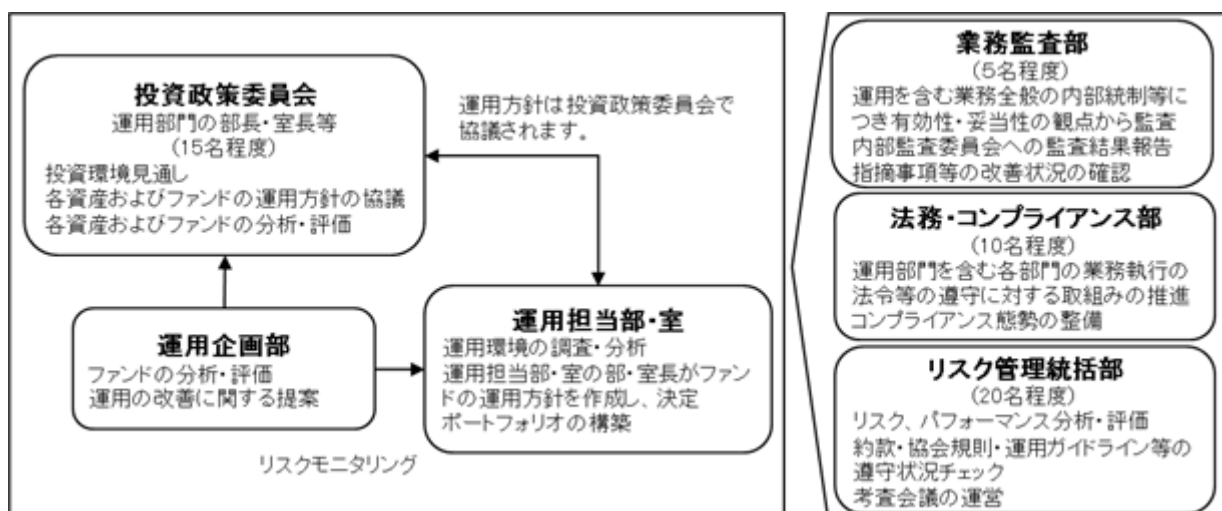 投資政策委員会
運用部門の部長・室長等
(15名程度)
投資環境見通し
各資産およびファンドの運用方針の協議
各資産およびファンドの分析・評価
運用方針は投資政策委員会で
協議されます。
運用企画部
ファンドの分析・評価
運用の改善に関する提案
運用担当部・室
運用環境の調査・分析
運用担当部・室の部・室長がファン
ドの運用方針を作成し、決定
ポートフォリオの構築
リスクモニタリング
業務監査部
(5名程度)
運用を含む業務全般の内部統制等に
つき有効性・妥当性の観点から監査
内部監査委員会への監査結果報告
指摘事項等の改善状況の確認
法務・コンプライアンス部
(10名程度)
運用部門を含む各部門の業務執行の
法令等の遵守に対する取組みの推進
コンプライアンス態勢の整備
リスク管理統括部
(20名程度)
リスク、パフォーマンス分析・評価
約款・協会規則・運用ガイドライン等の
遵守状況チェック
考査会議の運営